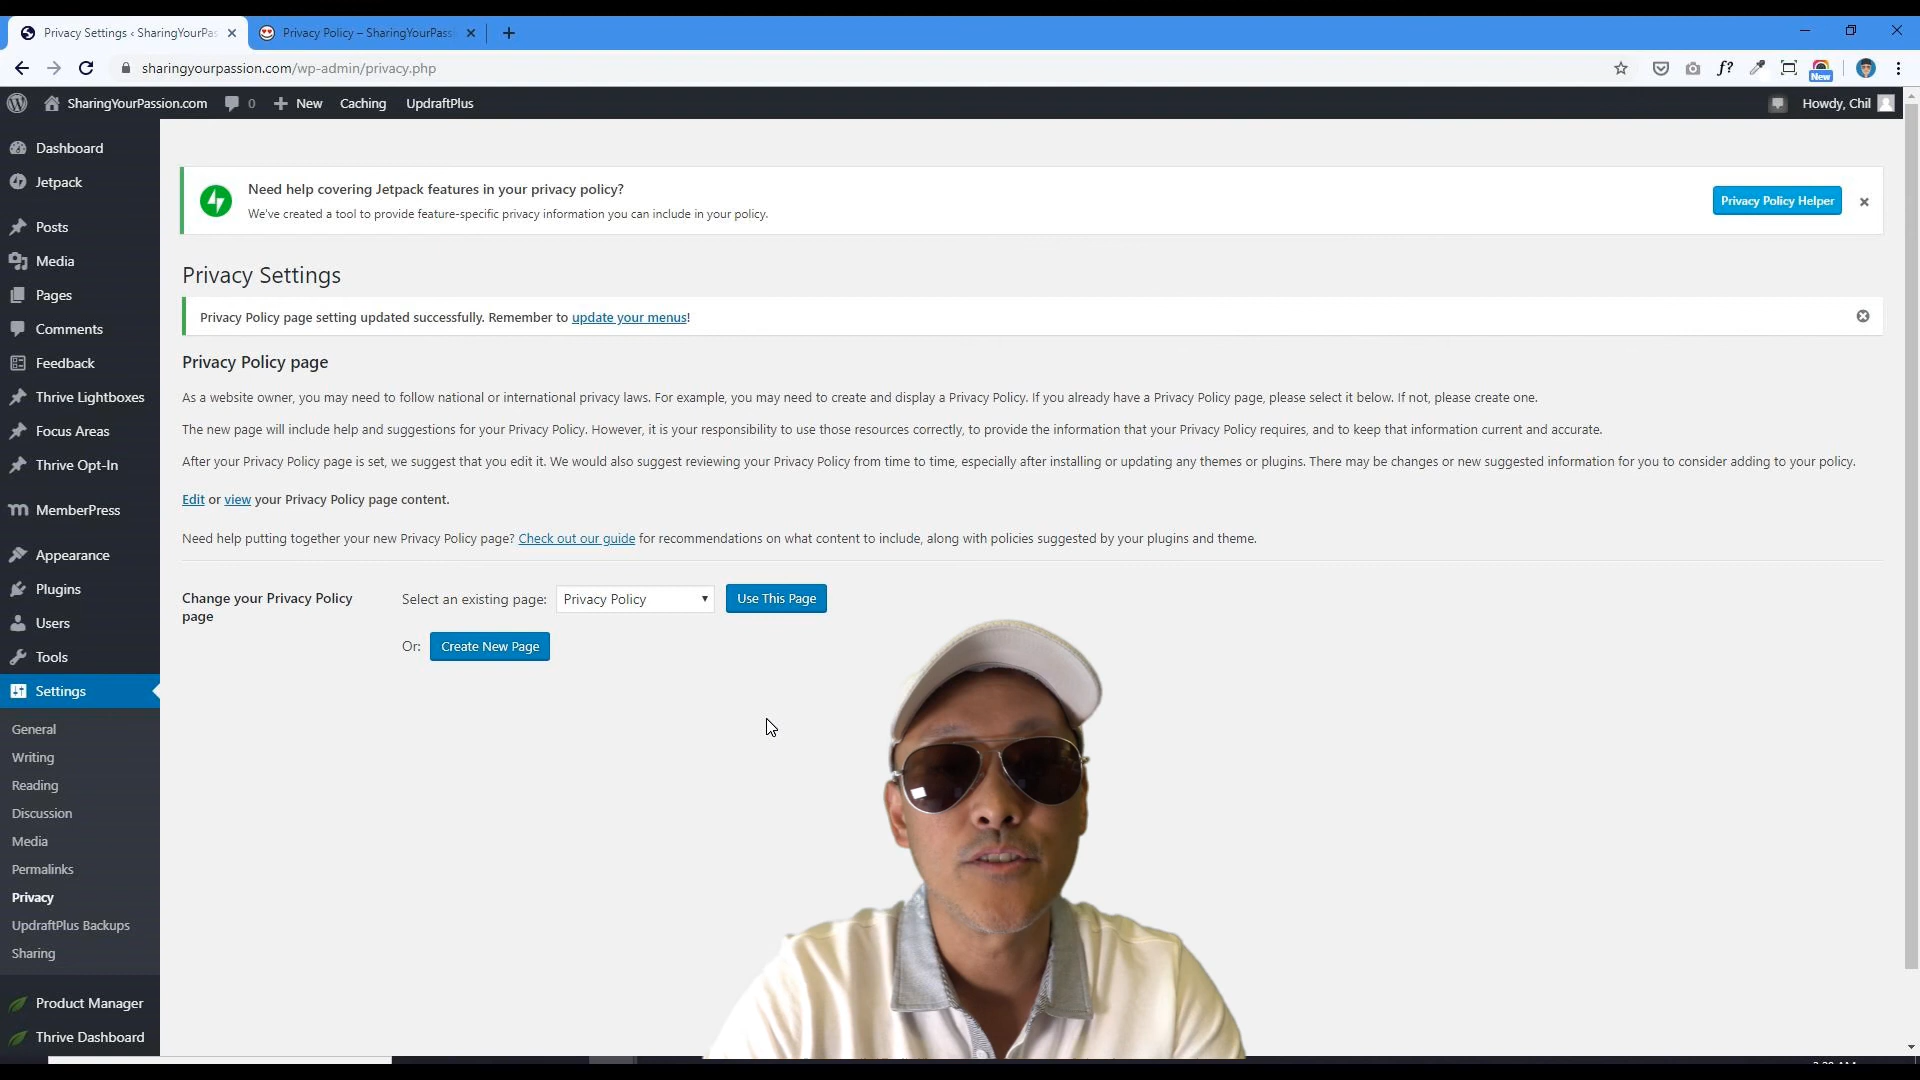 Privacy Settings ‹ SharingYourPas
Privacy Policy – SharingYourPass
sharingyourpassion.com/wp-admin/privacy.php
New
SharingYourPassion.com 0 New Caching UpdraftPlus Howdy, Chil
Dashboard
Jetpack
Posts
Media
Pages
Comments
Feedback
Thrive Lightboxes
Focus Areas
Thrive Opt-In
MemberPress
Appearance
Plugins
Users
Tools
Settings
General
Writing
Reading
Discussion
Media
Permalinks
Privacy
UpdraftPlus Backups
Sharing
Product Manager
Thrive Dashboard
Need help covering Jetpack features in your privacy policy?
We've created a tool to provide feature-specific privacy information you can include in your policy.
Privacy Policy Helper
Privacy Settings
Privacy Policy page setting updated successfully. Remember to update your menus!
Privacy Policy page
As a website owner, you may need to follow national or international privacy laws. For example, you may need to create and display a Privacy Policy. If you already have a Privacy Policy page, please select it below. If not, please create one.
The new page will include help and suggestions for your Privacy Policy. However, it is your responsibility to use those resources correctly, to provide the information that your Privacy Policy requires, and to keep that information current and accurate.
After your Privacy Policy page is set, we suggest that you edit it. We would also suggest reviewing your Privacy Policy from time to time, especially after installing or updating any themes or plugins. There may be changes or new suggested information for you to consider adding to your policy.
Edit or view your Privacy Policy page content.
Need help putting together your new Privacy Policy page? Check out our guide for recommendations on what content to include, along with policies suggested by your plugins and theme.
Change your Privacy Policy page
Select an existing page: Privacy Policy Use This Page
Or: Create New Page